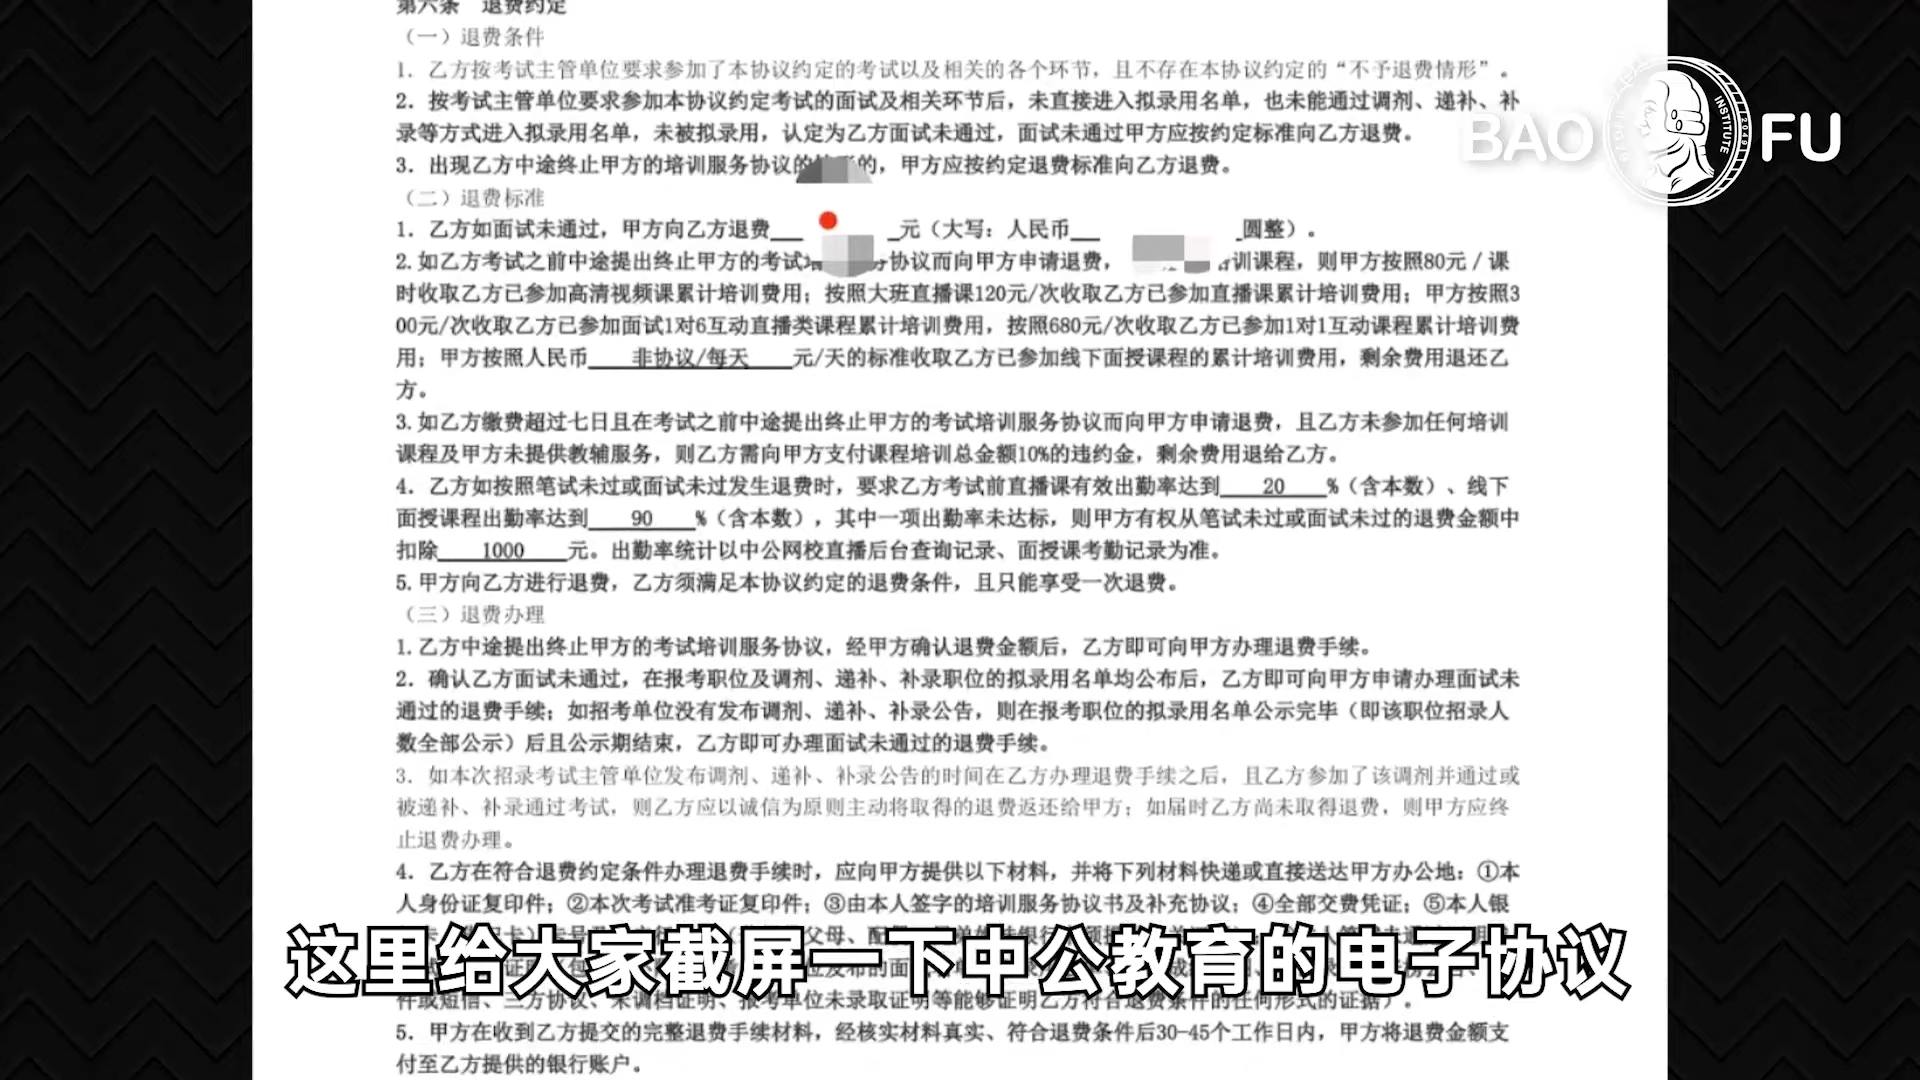 第六条 退费约定
（一）退费条件
1. 乙方按考试主管单位要求参加了本协议约定的考试以及相关的各个环节，且不存在本协议约定的“不予退费情形”。
2. 按考试主管单位要求参加本协议约定考试的面试及相关环节后，未直接进入拟录用名单，也未能通过调剂、递补、补
录等方式进入拟录用名单，未被拟录用，认定为乙方面试未通过，面试未通过甲方应按约定标准向乙方退费。
3. 出现乙方中途终止甲方的培训服务协议的 的，甲方应按约定退费标准向乙方退费。
BAO FU
INSTITUTE
（二）退费标准
1. 乙方如面试未通过，甲方向乙方退费 元（大写：人民币 圆整）。
2.如乙方考试之前中途提出终止甲方的考试 协议而向甲方申请退费， 训课程，则甲方按照80元/课
时收取乙方已参加高清视频课累计培训费用；按照大班直播课120元/次收取乙方已参加直播课累计培训费用；甲方按照3
00元/次收取乙方已参加面试1对6互动直播类课程累计培训费用，按照680元/次收取乙方已参加1对1互动课程累计培训费
用；甲方按照人民币 非协议/每天 元/天的标准收取乙方已参加线下面授课程的累计培训费用，剩余费用退还乙
方。
3.如乙方缴费超过七日且在考试之前中途提出终止甲方的考试培训服务协议而向甲方申请退费，且乙方未参加任何培训
课程及甲方未提供教辅服务，则乙方需向甲方支付课程培训总金额10%的违约金，剩余费用退给乙方。
4. 乙方如按照笔试未过或面试未过发生退费时，要求乙方考试前直播课有效出勤率达到 20 %（含本数）、线下
面授课程出勤率达到 90 %（含本数），其中一项出勤率未达标，则甲方有权从笔试未过或面试未过的退费金额中
扣除 1000 元。出勤率统计以中公网校直播后台查询记录、面授课考勤记录为准。
5.甲方向乙方进行退费，乙方须满足本协议约定的退费条件，且只能享受一次退费。
（三）退费办理
1.乙方中途提出终止甲方的考试培训服务协议，经甲方确认退费金额后，乙方即可向甲方办理退费手续。
2. 确认乙方面试未通过，在报考职位及调剂、递补、补录职位的拟录用名单均公布后，乙方即可向甲方申请办理面试未
通过的退费手续；如招考单位没有发布调剂、递补、补录公告，则在报考职位的拟录用名单公示完毕（即该职位招录人
数全部公示）后且公示期结束，乙方即可办理面试未通过的退费手续。
3. 如本次招录考试主管单位发布调剂、递补、补录公告的时间在乙方办理退费手续之后，且乙方参加了该调剂并通过或
被递补、补录通过考试，则乙方应以诚信为原则主动将取得的退费返还给甲方；如届时乙方尚未取得退费，则甲方应终
止退费办理。
4. 乙方在符合退费约定条件办理退费手续时，应向甲方提供以下材料，并将下列材料快递或直接送达甲方办公地：①本
人身份证复印件；②本次考试准考证复印件；③由本人签字的培训服务协议书及补充协议；④全部交费凭证；⑤本人银
这里给大家截屏一下中公教育的电子协议
件或短信、三方协议、未调档证明、报考单位未录取证明等能够证明乙方符合退费条件的任何形式的证据）。
5. 甲方在收到乙方提交的完整退费手续材料，经核实材料真实、符合退费条件后30-45个工作日内，甲方将退费金额支
付至乙方提供的银行账户。